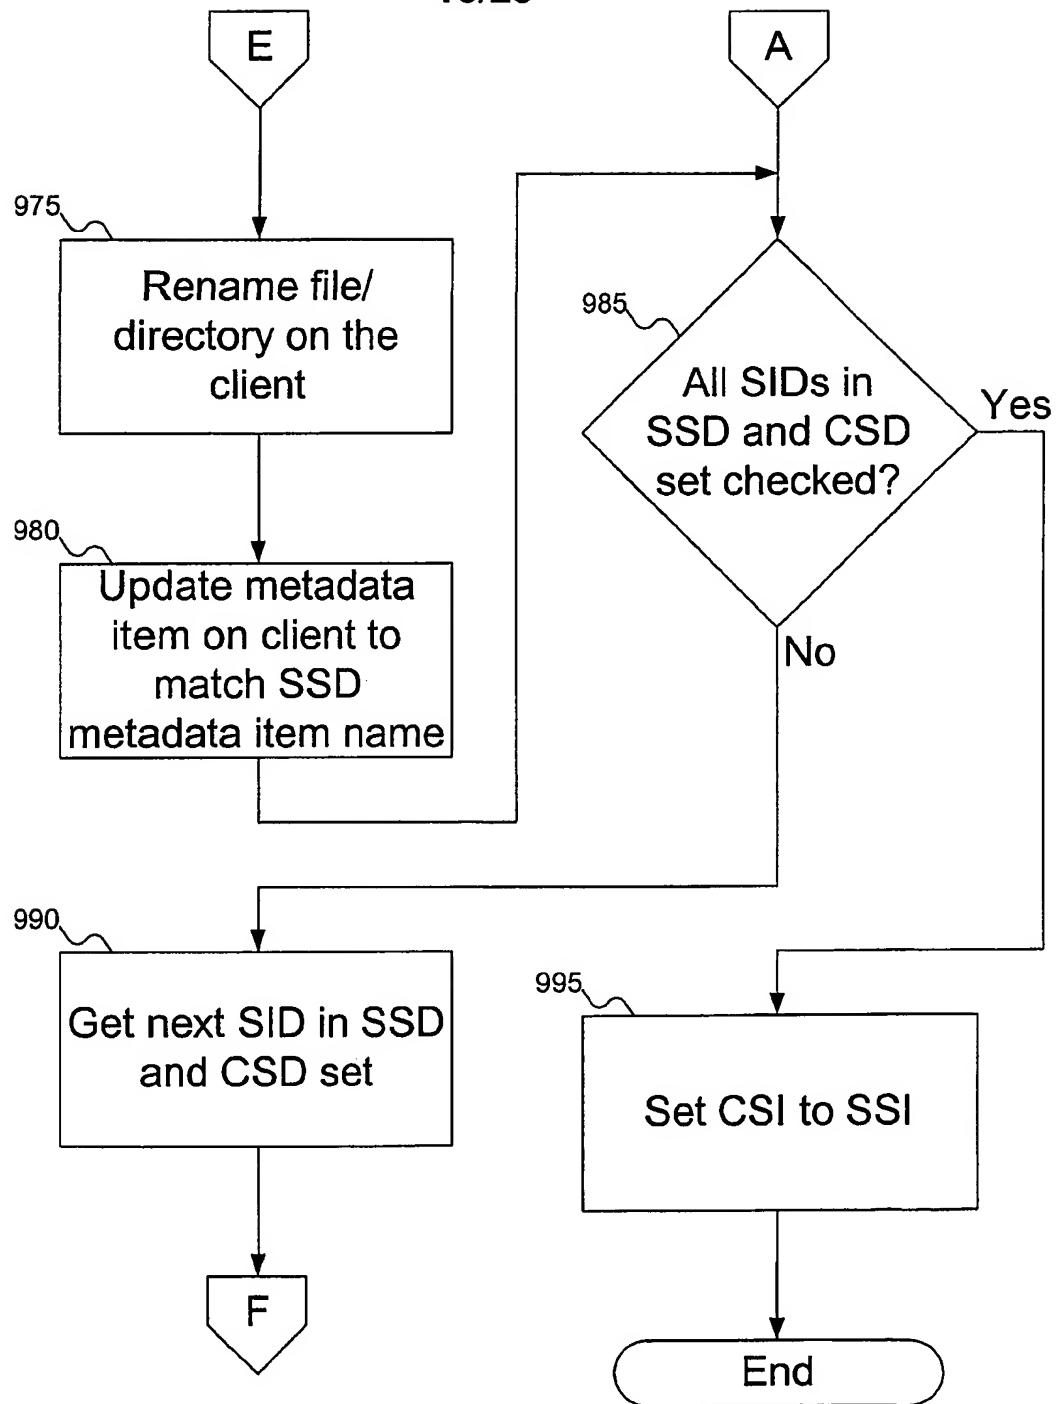 E
A
975
Rename file/
directory on the
client
985
All SIDs in
SSD and CSD
set checked?
Yes
980
Update metadata
item on client to
match SSD
metadata item name
No
990
Get next SID in SSD
and CSD set
995
Set CSI to SSI
F
End